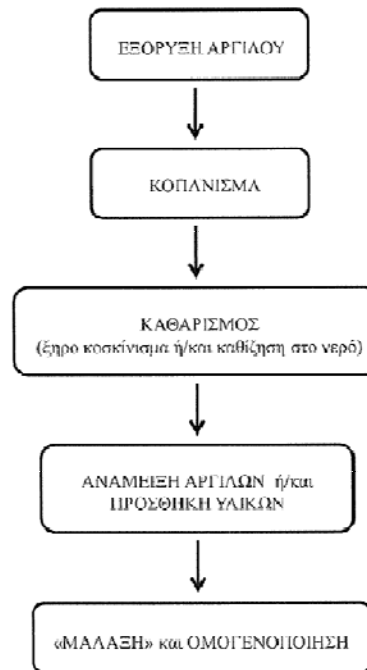 ΕΞΟΡΥΞΗ ΑΡΓΙΛΟΥ
ΚΟΠΑΝΙΣΜΑ
ΚΑΘΑΡΙΣΜΟΣ
(ξηρο κοσκίνισμα ή/και καθίζηση στο νερό)
ΑΝΑΜΕΙΞΗ ΑΡΓΙΛΩΝ ή/και
ΠΡΟΣΘΗΚΗ ΥΛΙΚΩΝ
«ΜΑΛΑΞΗ» και ΟΜΟΓΕΝΟΠΟΙΗΣΗ